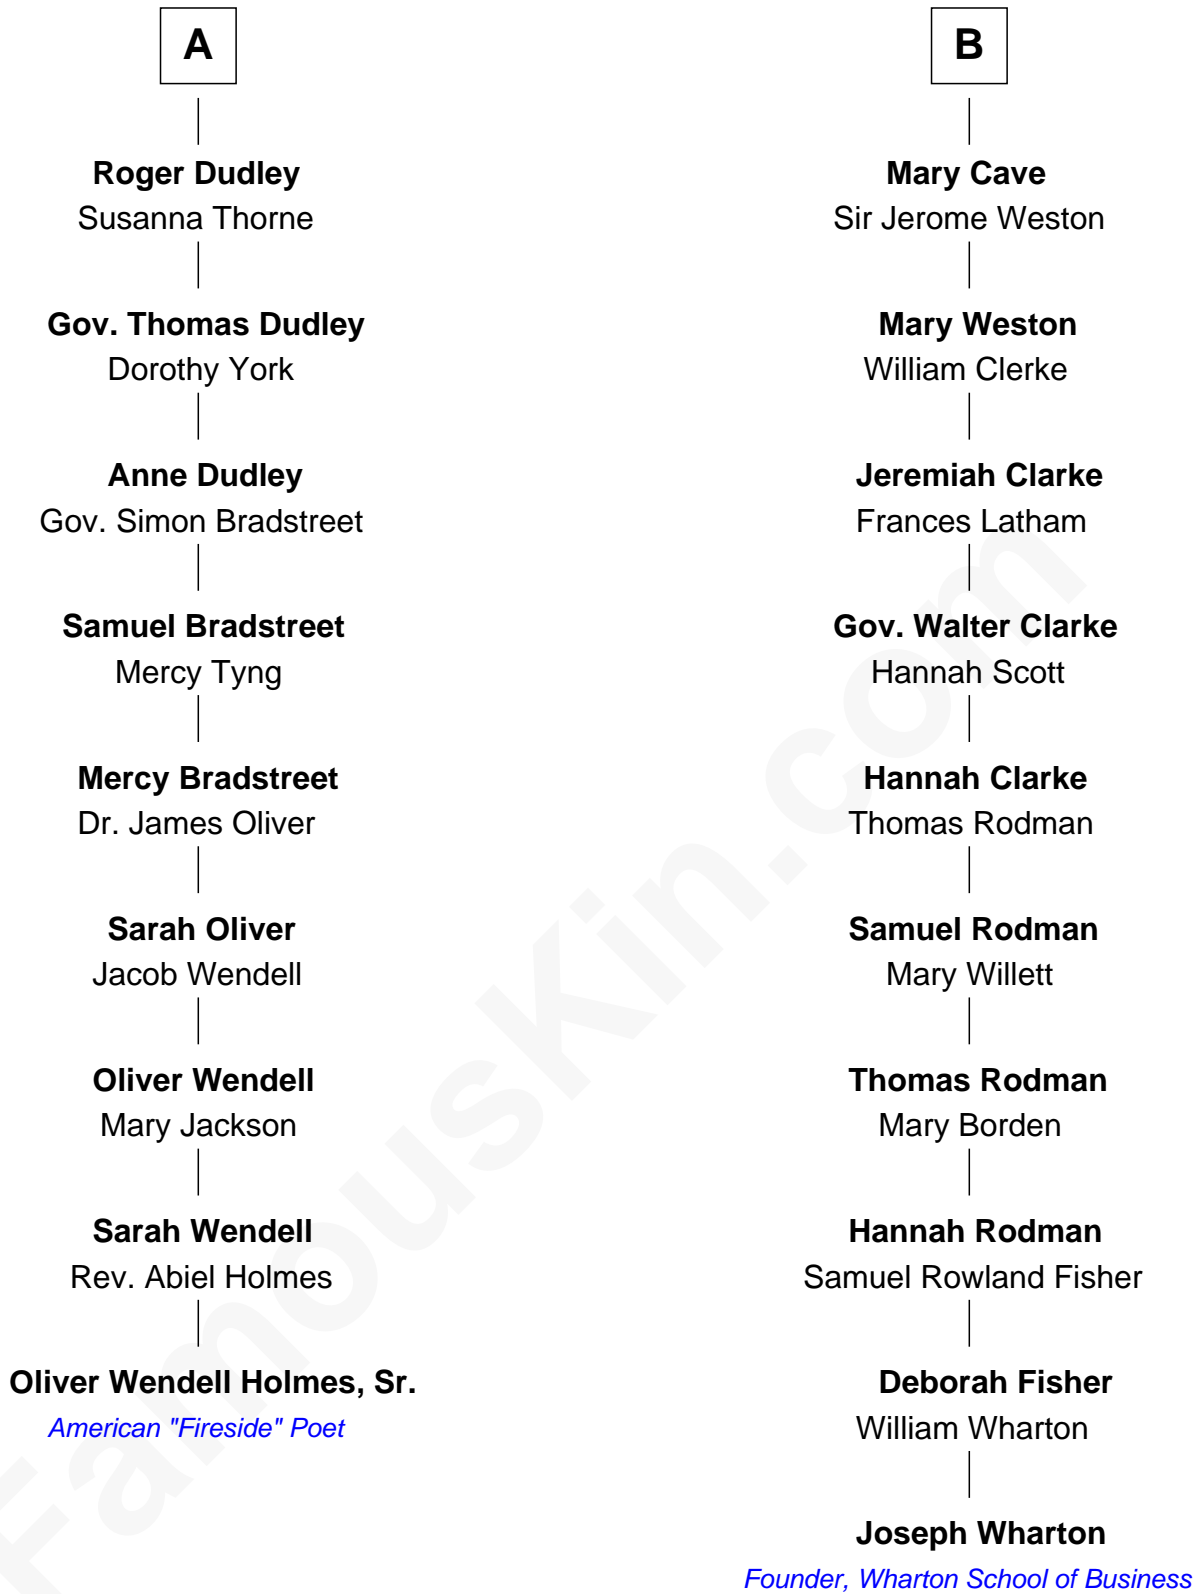 A
Roger Dudley
Susanna Thorne
Gov. Thomas Dudley
Dorothy York
Anne Dudley
Gov. Simon Bradstreet
Samuel Bradstreet
Mercy Tyng
Mercy Bradstreet
Dr. James Oliver
Sarah Oliver
Jacob Wendell
Oliver Wendell
Mary Jackson
Sarah Wendell
Rev. Abiel Holmes
Oliver Wendell Holmes, Sr.
American "Fireside" Poet
B
Mary Cave
Sir Jerome Weston
Mary Weston
William Clerke
Jeremiah Clarke
Frances Latham
Gov. Walter Clarke
Hannah Scott
Hannah Clarke
Thomas Rodman
Samuel Rodman
Mary Willett
Thomas Rodman
Mary Borden
Hannah Rodman
Samuel Rowland Fisher
Deborah Fisher
William Wharton
Joseph Wharton
Founder, Wharton School of Business
FamousKin.com